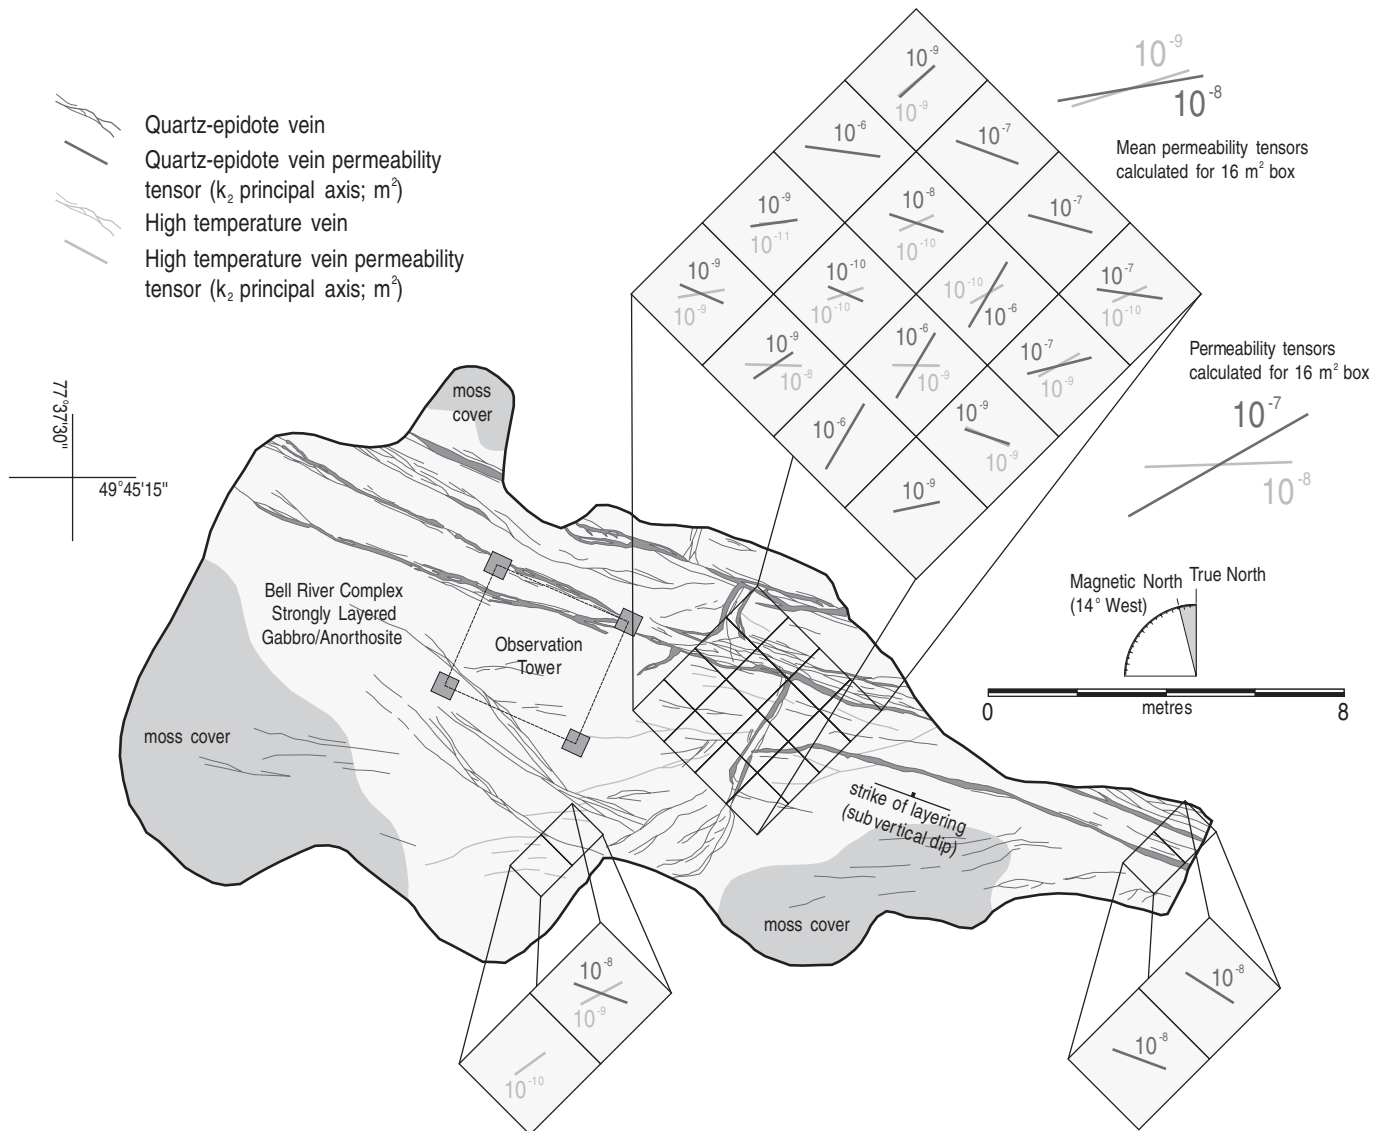 Quartz-epidote vein
Quartz-epidote vein permeability
tensor (k₂ principal axis; m²)
High temperature vein
High temperature vein permeability
tensor (k₂ principal axis; m²)
10⁻⁹
10⁻⁸
Mean permeability tensors
calculated for 16 m² box
10⁻⁹
10⁻⁹
10⁻⁶
10⁻⁷
10⁻⁹
10⁻¹¹
10⁻⁸
10⁻¹⁰
10⁻⁷
10⁻⁹
10⁻⁹
10⁻¹⁰
10⁻¹⁰
10⁻¹⁰
10⁻⁶
10⁻⁷
10⁻¹⁰
10⁻⁹
10⁻⁸
10⁻⁶
10⁻⁹
10⁻⁷
10⁻⁹
10⁻⁶
10⁻⁹
10⁻⁹
10⁻⁹
Permeability tensors
calculated for 16 m² box
10⁻⁷
10⁻⁸
77°37'30"
49°45'15"
moss
cover
Bell River Complex
Strongly Layered
Gabbro/Anorthosite
Observation
Tower
Magnetic North
(14° West)
True North
0
metres
8
moss cover
strike of layering
(subvertical dip)
moss cover
10⁻⁸
10⁻⁹
10⁻¹⁰
10⁻⁸
10⁻⁸